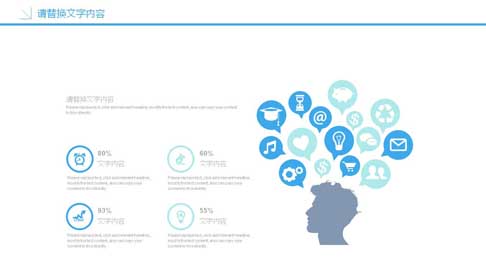 请替换文字内容
请替换文字内容
Please replace text, click add relevant headline, modify the text content, also can copy your content
to this directly.
80%
文字内容
Please replace text, click add relevant headline,
modify the text content, also can copy your
content to this directly.
60%
文字内容
Please replace text, click add relevant headline,
modify the text content, also can copy your
content to this directly.
83%
文字内容
Please replace text, click add relevant headline,
modify the text content, also can copy your
content to this directly.
55%
文字内容
Please replace text, click add relevant headline,
modify the text content, also can copy your
content to this directly.